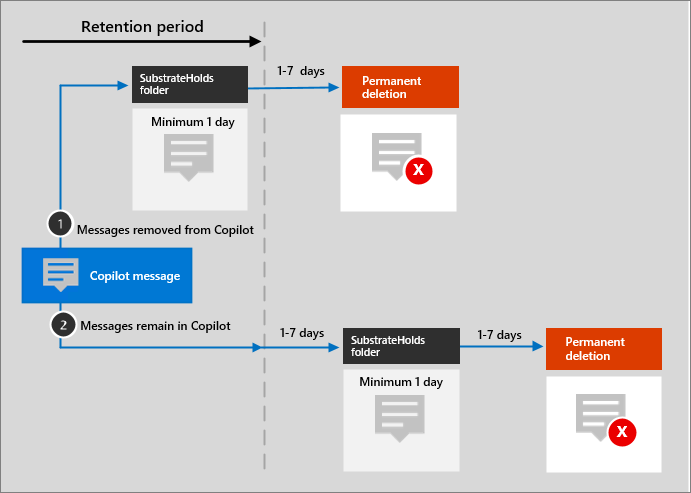 Retention period
SubstrateHolds
folder
1-7 days
Permanent
deletion
Minimum 1 day
X
1
Messages removed from Copilot
Copilot message
2
Messages remain in Copilot
1-7 days
SubstrateHolds
folder
1-7 days
Permanent
deletion
Minimum 1 day
X